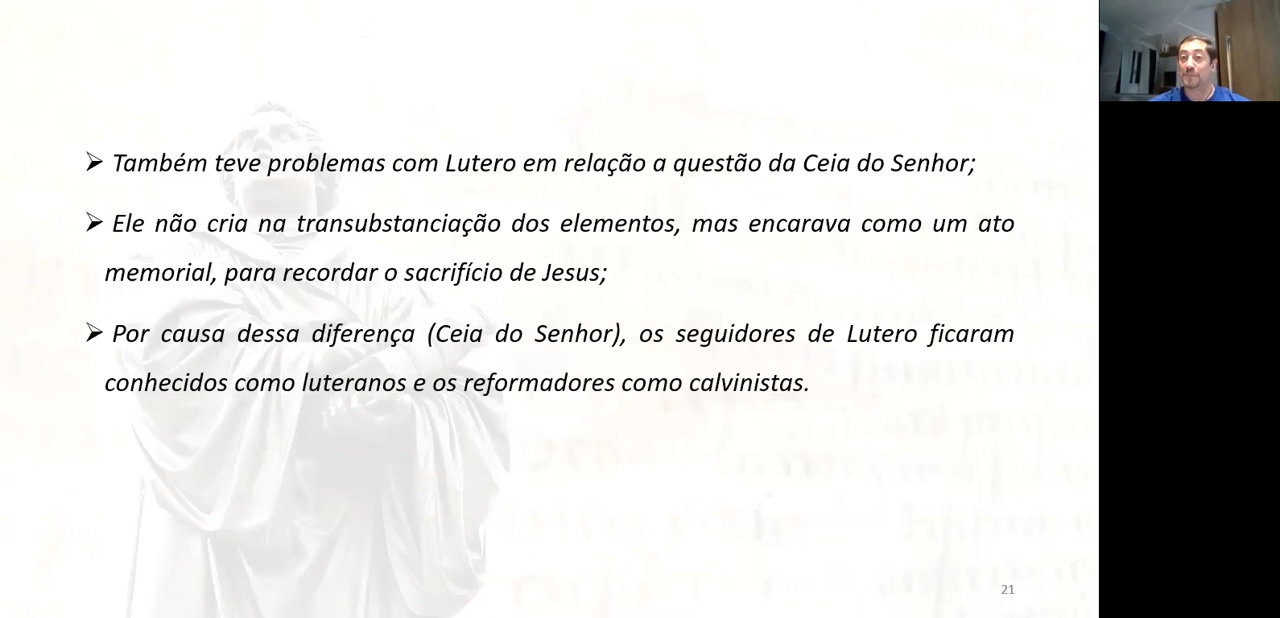 ➢ Também teve problemas com Lutero em relação a questão da Ceia do Senhor;
➢ Ele não cria na transubstanciação dos elementos, mas encarava como um ato
memorial, para recordar o sacrifício de Jesus;
➢ Por causa dessa diferença (Ceia do Senhor), os seguidores de Lutero ficaram
conhecidos como luteranos e os reformadores como calvinistas.
21